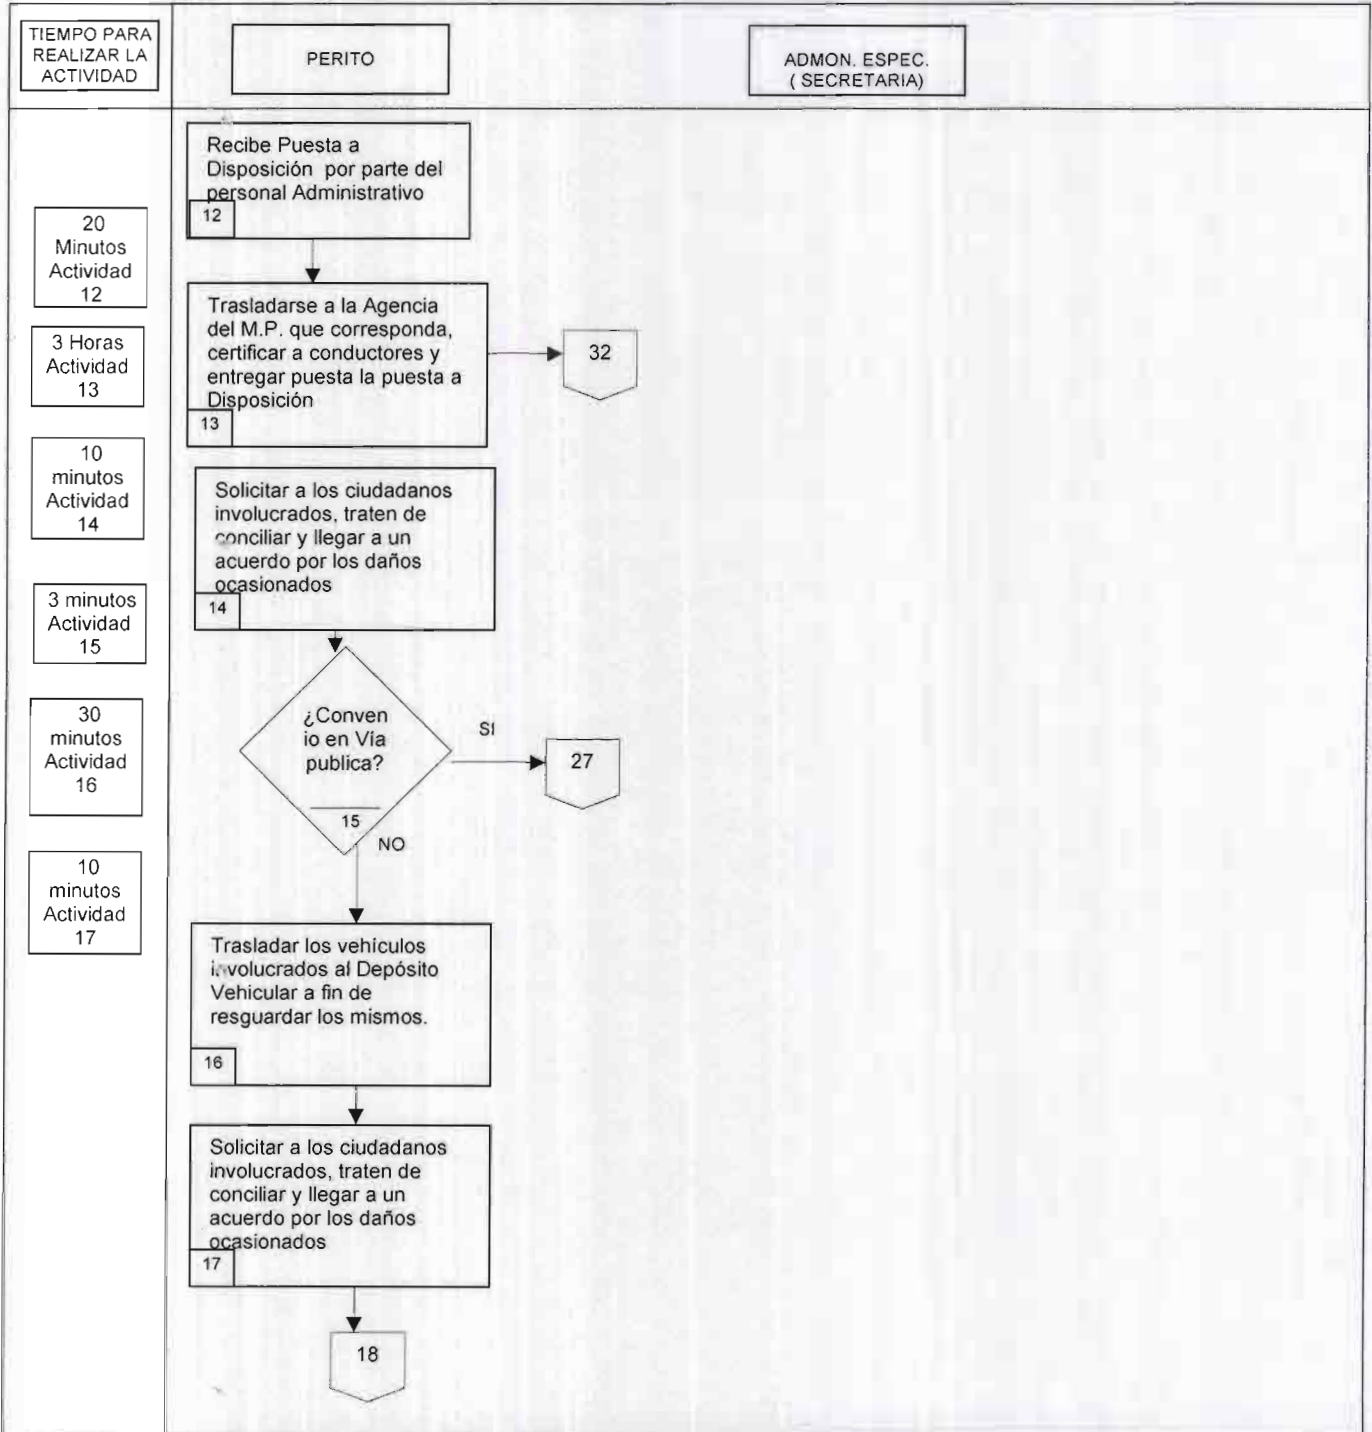 TIEMPO PARA
REALIZAR LA
ACTIVIDAD
PERITO
ADMON. ESPEC.
( SECRETARIA)
20
Minutos
Actividad
12
3 Horas
Actividad
13
10
minutos
Actividad
14
3 minutos
Actividad
15
30
minutos
Actividad
16
10
minutos
Actividad
17
Recibe Puesta a
Disposición por parte del
personal Administrativo
12
Trasladarse a la Agencia
del M.P. que corresponda,
certificar a conductores y
entregar puesta la puesta a
Disposición
13
32
Solicitar a los ciudadanos
involucrados, traten de
conciliar y llegar a un
acuerdo por los daños
ocasionados
14
¿Conven
io en Vía
publica?
15
SI
27
NO
Trasladar los vehículos
involucrados al Depósito
Vehicular a fin de
resguardar los mismos.
16
Solicitar a los ciudadanos
involucrados, traten de
conciliar y llegar a un
acuerdo por los daños
ocasionados
17
18